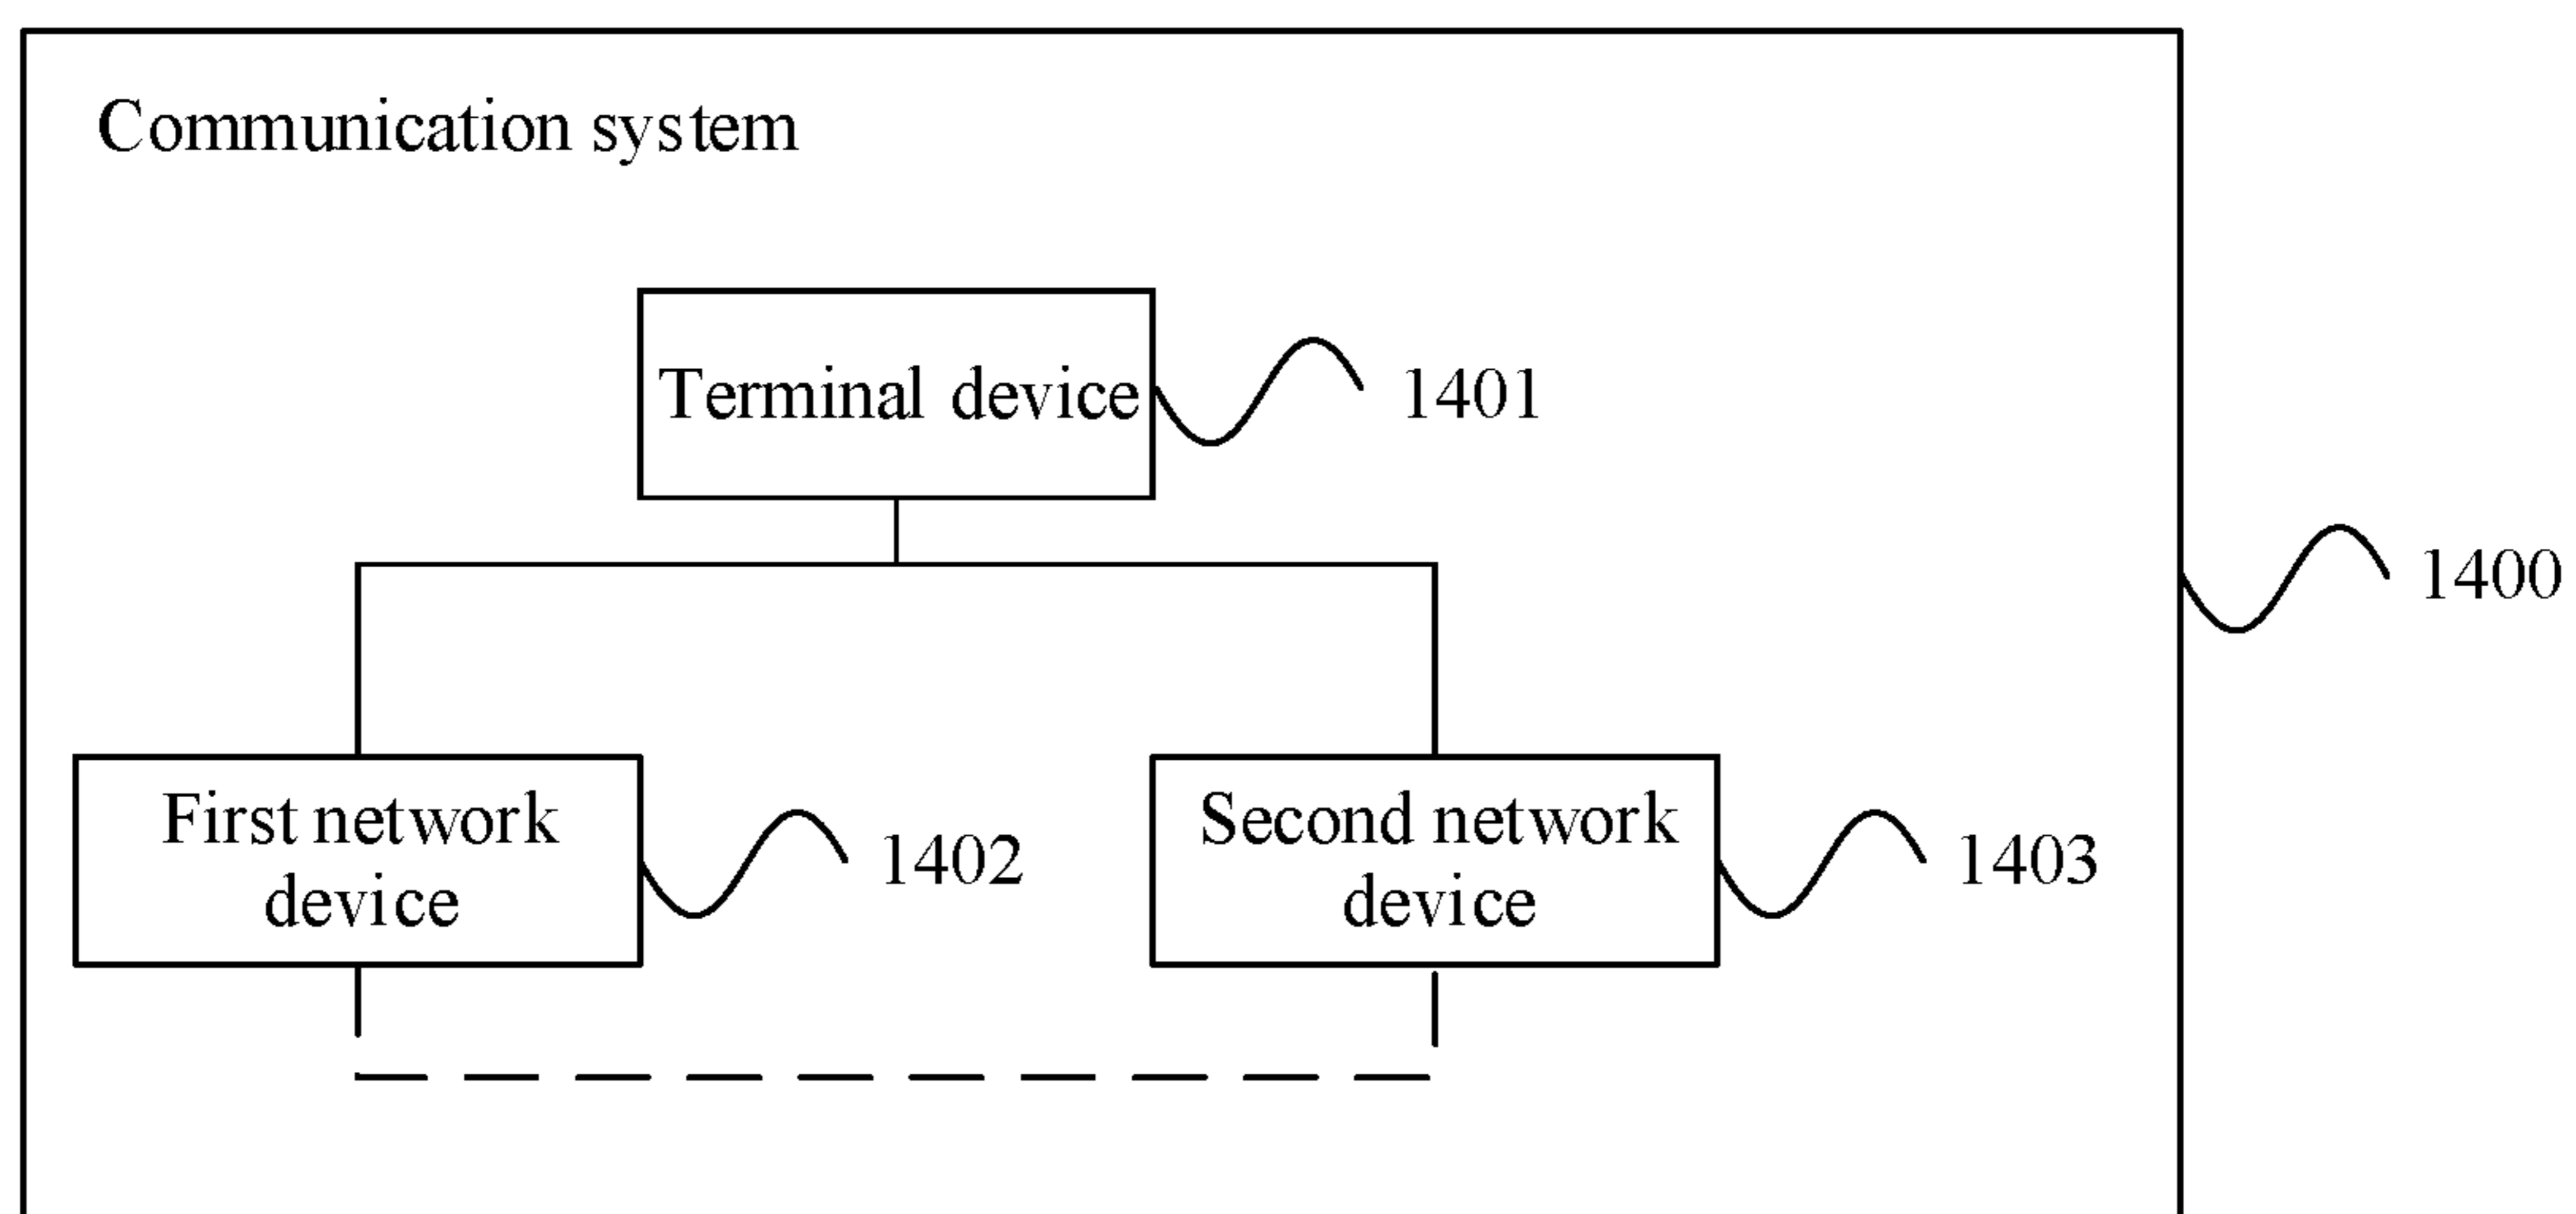 Communication system
Terminal device
1401
1400
First network
device
1402
Second network
device
1403